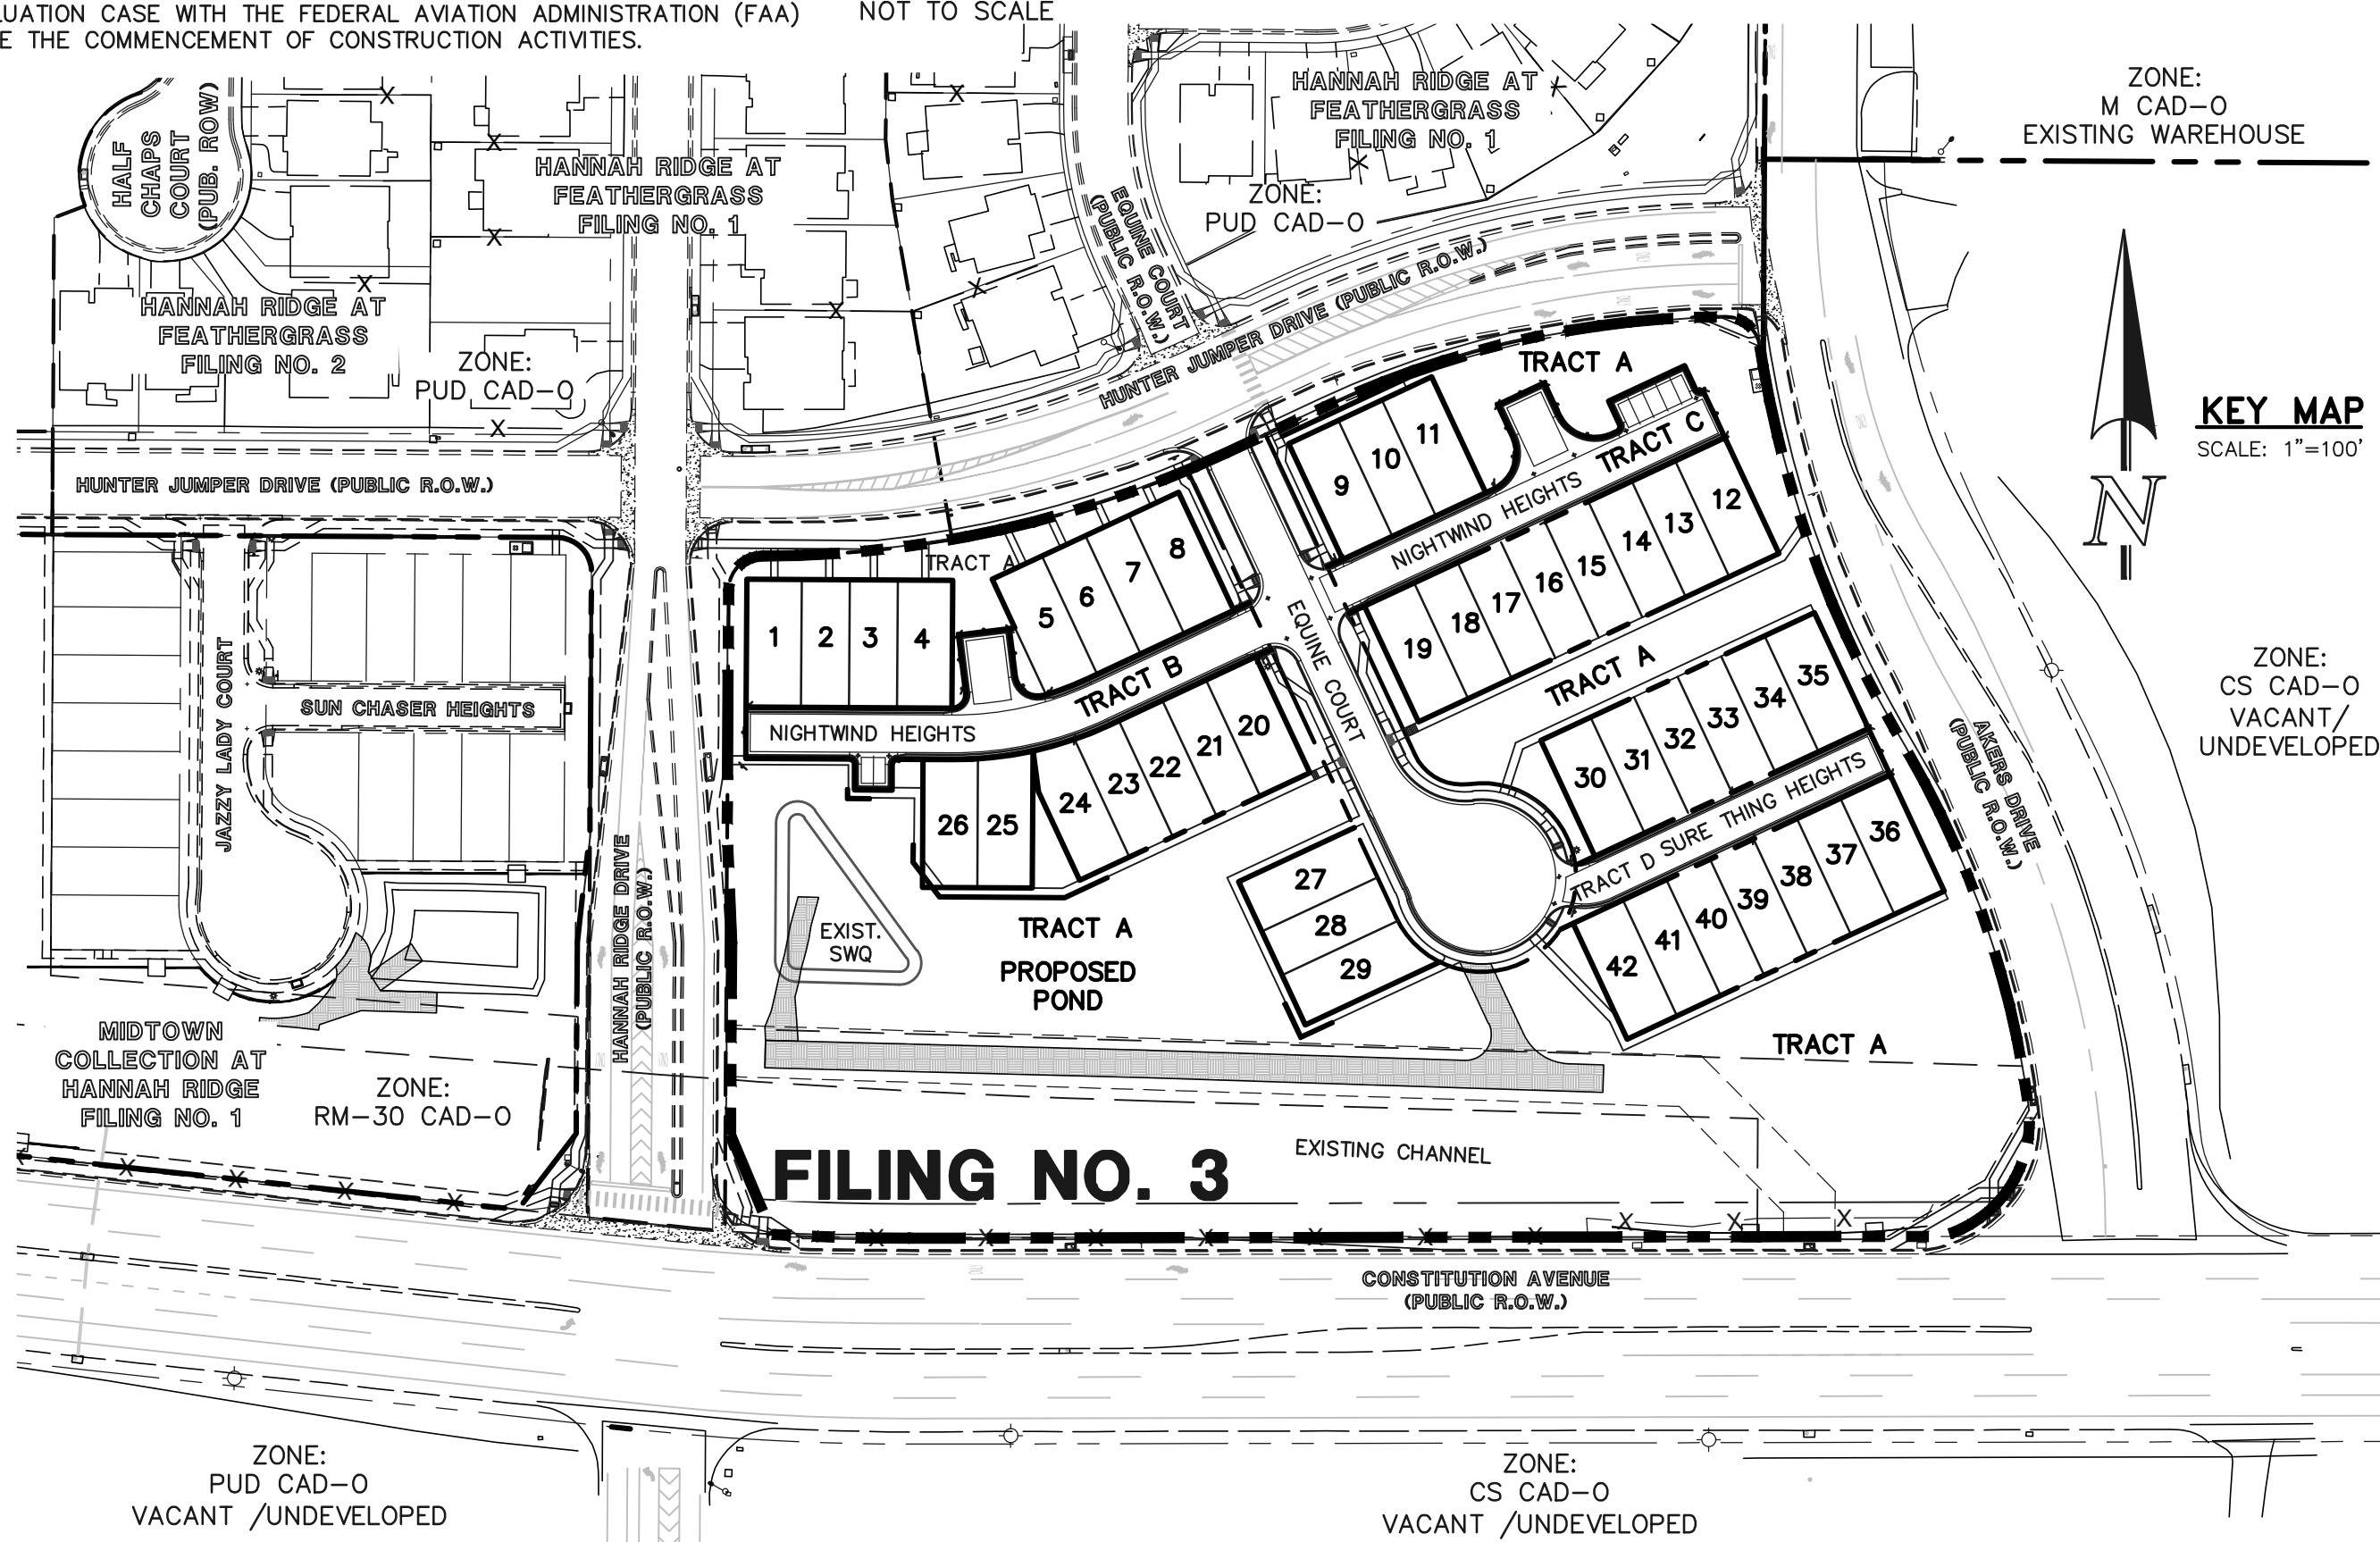 LUATION CASE WITH THE FEDERAL AVIATION ADMINISTRATION (FAA)
E THE COMMENCEMENT OF CONSTRUCTION ACTIVITIES.
NOT TO SCALE
HALF
CHAPS
COURT
(PUB. ROW)
HANNAH RIDGE AT
FEATHERGRASS
FILING NO. 1
HANNAH RIDGE AT
FEATHERGRASS
FILING NO. 1
ZONE:
PUD CAD-O
ZONE:
M CAD-O
EXISTING WAREHOUSE
HANNAH RIDGE AT
FEATHERGRASS
FILING NO. 2
ZONE:
PUD CAD-O
EQUINE COURT
(PUBLIC R.O.W.)
HUNTER JUMPER DRIVE (PUBLIC R.O.W.)
HUNTER JUMPER DRIVE (PUBLIC R.O.W.)
KEY MAP
SCALE: 1"=100'
N
TRACT A
9
10
11
NIGHTWIND HEIGHTS
TRACT C
12
13
14
15
16
17
18
19
TRACT A
5
6
7
8
1
2
3
4
NIGHTWIND HEIGHTS
TRACT B
EQUINE COURT
TRACT A
20
21
22
23
24
25
26
27
28
29
30
31
32
33
34
35
TRACT D SURE THING HEIGHTS
36
37
38
39
40
41
42
JAZZY LADY COURT
SUN CHASER HEIGHTS
HANNAH RIDGE DRIVE
(PUBLIC R.O.W.)
AKERS DRIVE
(PUBLIC R.O.W.)
ZONE:
CS CAD-O
VACANT/
UNDEVELOPED
EXIST.
SWQ
TRACT A
PROPOSED
POND
TRACT A
MIDTOWN
COLLECTION AT
HANNAH RIDGE
FILING NO. 1
ZONE:
RM-30 CAD-O
FILING NO. 3
EXISTING CHANNEL
CONSTITUTION AVENUE
(PUBLIC R.O.W.)
ZONE:
PUD CAD-O
VACANT /UNDEVELOPED
ZONE:
CS CAD-O
VACANT /UNDEVELOPED